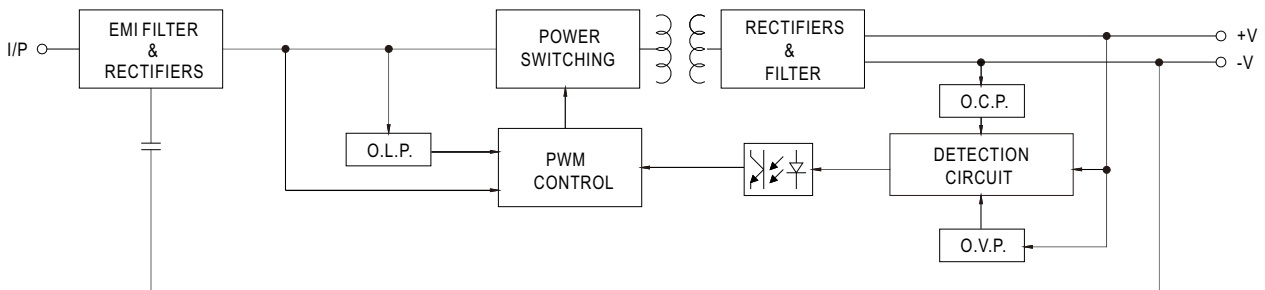 I/P
EMI FILTER
&
RECTIFIERS
POWER
SWITCHING
RECTIFIERS
&
FILTER
+V
-V
O.C.P.
O.L.P.
PWM
CONTROL
DETECTION
CIRCUIT
O.V.P.